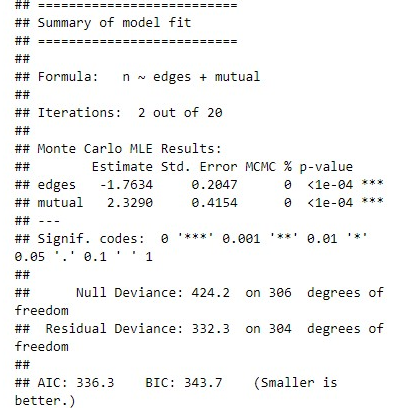 ## ==========================
## Summary of model fit
## ==========================
##
## Formula:   n ~ edges + mutual
##
## Iterations:  2 out of 20
##
## Monte Carlo MLE Results:
##        Estimate Std. Error MCMC % p-value
## edges   -1.7634     0.2047      0  <1e-04 ***
## mutual   2.3290     0.4154      0  <1e-04 ***
## ---
## Signif. codes:  0 '***' 0.001 '**' 0.01 '*'
0.05 '.' 0.1 ' ' 1
##
##      Null Deviance: 424.2  on 306  degrees of
freedom
##  Residual Deviance: 332.3  on 304  degrees of
freedom
##
## AIC: 336.3    BIC: 343.7    (Smaller is
better.)